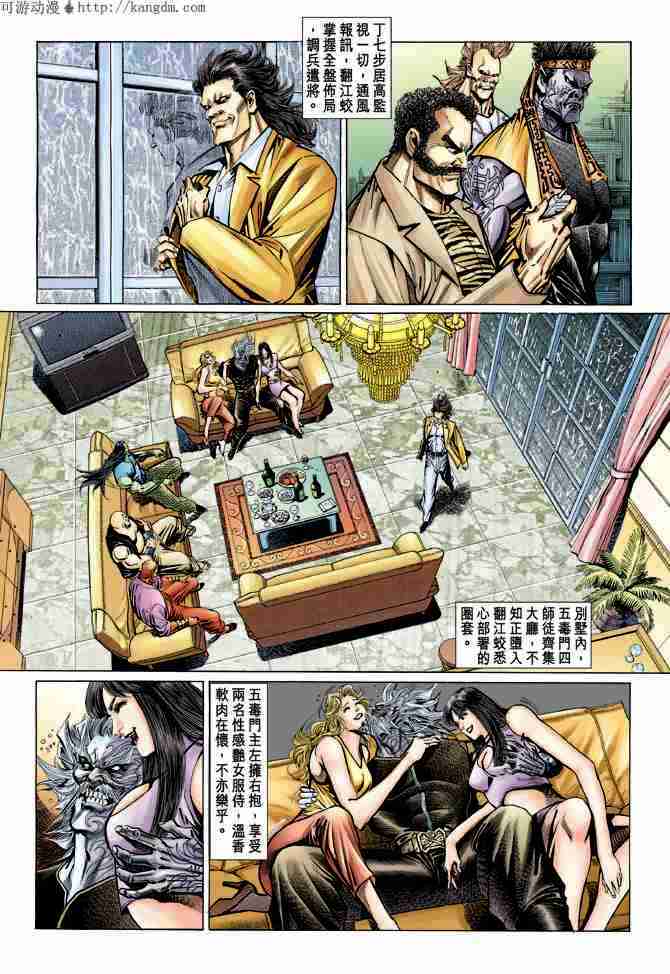 可游动漫 http://kangdm.com
丁七步居高監
視一切，通風
報訊，翻江蛟
掌握全盤佈局
，調兵遣將。
別墅內，
五毒門四
師徒齊集
大廳，不
知正墮入
翻江蛟悉
心部署的
圈套。
五毒門主左擁右抱，享受
兩名性感艷女服侍，溫香
軟肉在懷，不亦樂乎。